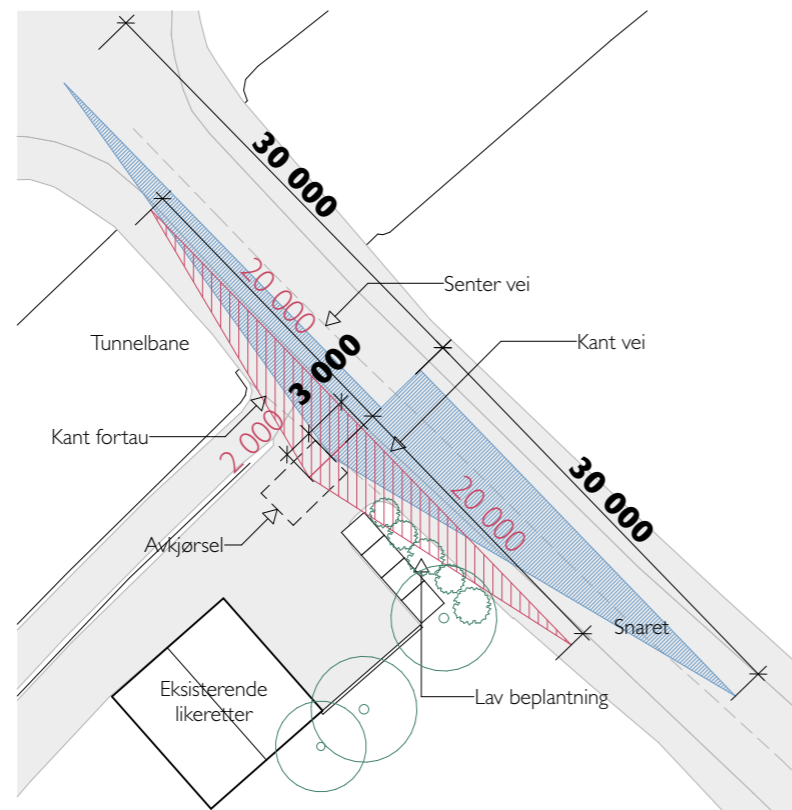 30 000
Senter vei
20 000
Tunnelbane
Kant vei
3 000
Kant fortau
2 000
20 000
30 000
Avkjørsel
Snaret
Eksisterende
likeretter
Lav beplantning